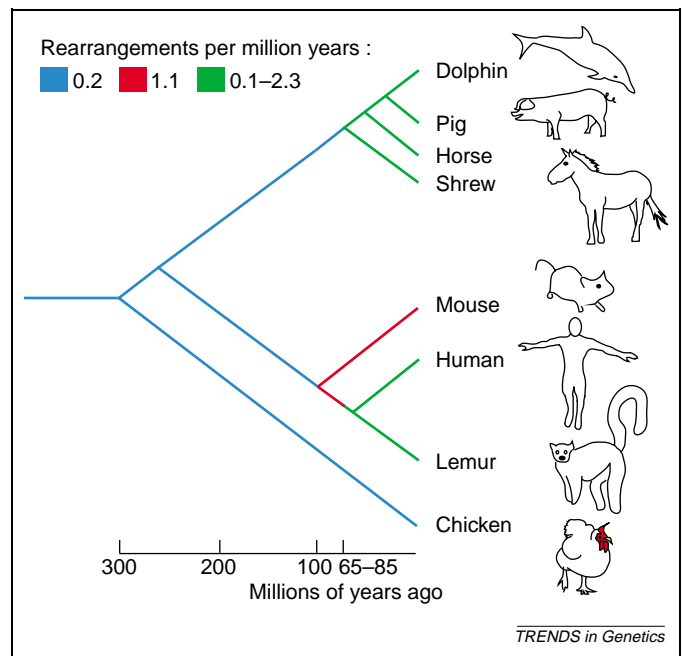 Rearrangements per million years :
0.2 1.1 0.1–2.3
Dolphin
Pig
Horse
Shrew
Mouse
Human
Lemur
Chicken
300 200 100 65–85
Millions of years ago
TRENDS in Genetics